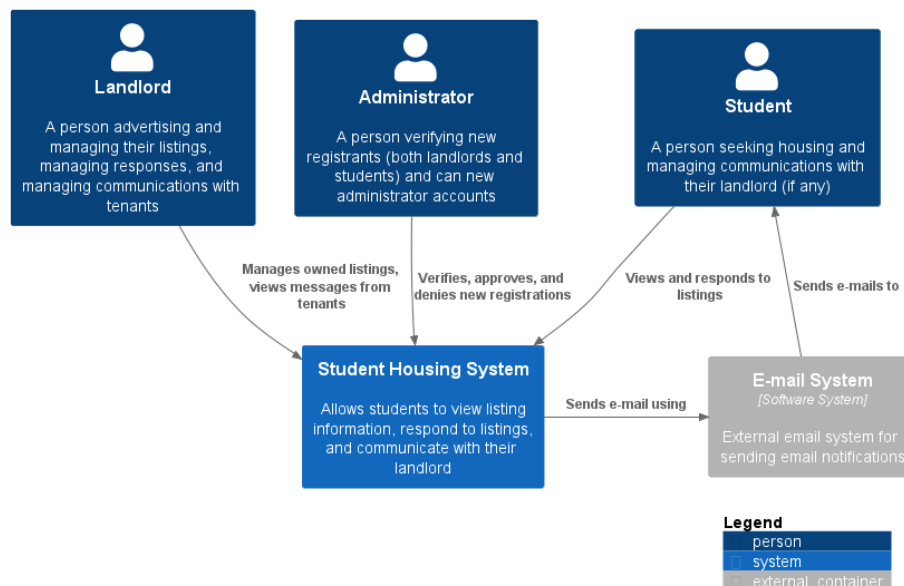 Landlord
A person advertising and
managing their listings,
managing responses, and
managing communications with
tenants
Administrator
A person verifying new
registrants (both landlords and
students) and can new
administrator accounts
Student
A person seeking housing and
managing communications with
their landlord (if any)
Manages owned listings,
views messages from
tenants
Verifies, approves, and
denies new registrations
Views and responds to
listings
Sends e-mails to
Student Housing System
Allows students to view listing
information, respond to listings,
and communicate with their
landlord
Sends e-mail using
E-mail System
[Software System]
External email system for
sending email notifications
Legend
person
system
external_container